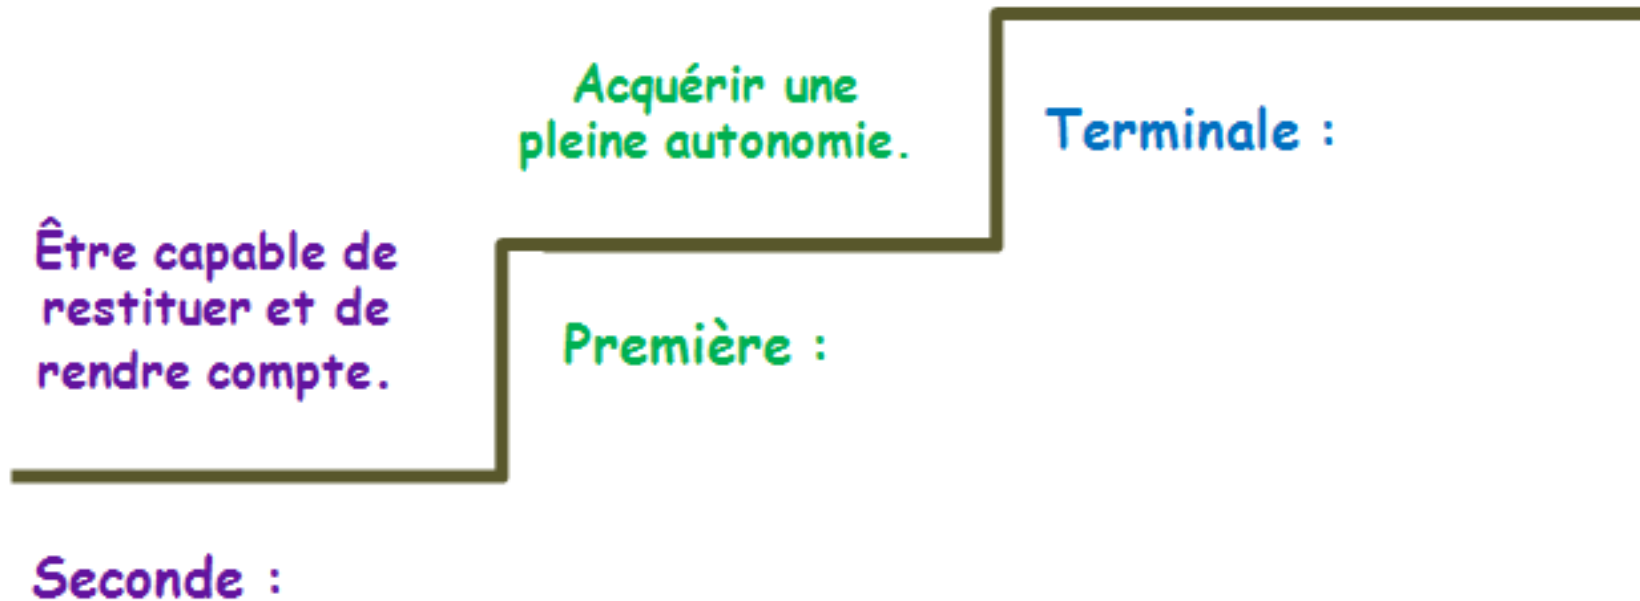 Acquérir une
pleine autonomie.
Terminale :
Être capable de
restituer et de
rendre compte.
Première :
Seconde :